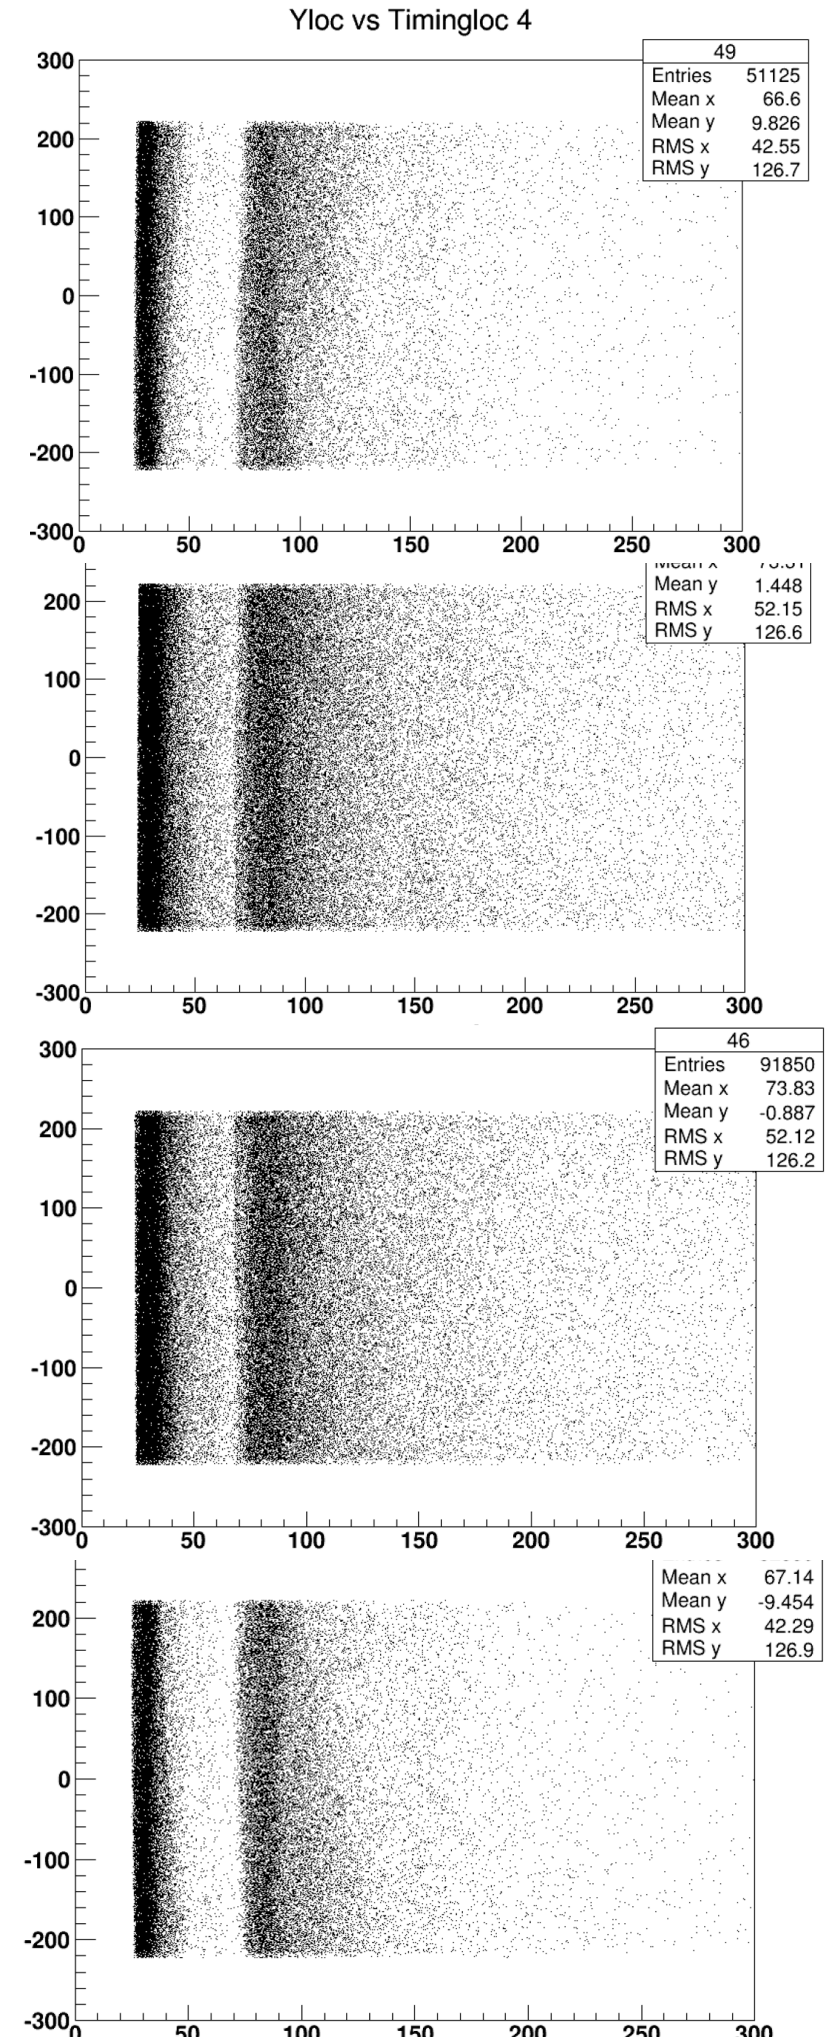 Yloc vs Timingloc 4
49
Entries 51125
Mean x 66.6
Mean y 9.826
RMS x 42.55
RMS y 126.7
300
200
100
0
-100
-200
-300
0 50 100 150 200 250 300
Mean y 1.448
RMS x 52.15
RMS y 126.6
200
100
0
-100
-200
-300
0 50 100 150 200 250 300
46
Entries 91850
Mean x 73.83
Mean y -0.887
RMS x 52.12
RMS y 126.2
300
200
100
0
-100
-200
-300
0 50 100 150 200 250 300
Mean x 67.14
Mean y -9.454
RMS x 42.29
RMS y 126.9
200
100
0
-100
-200
-300
0 50 100 150 200 250 300